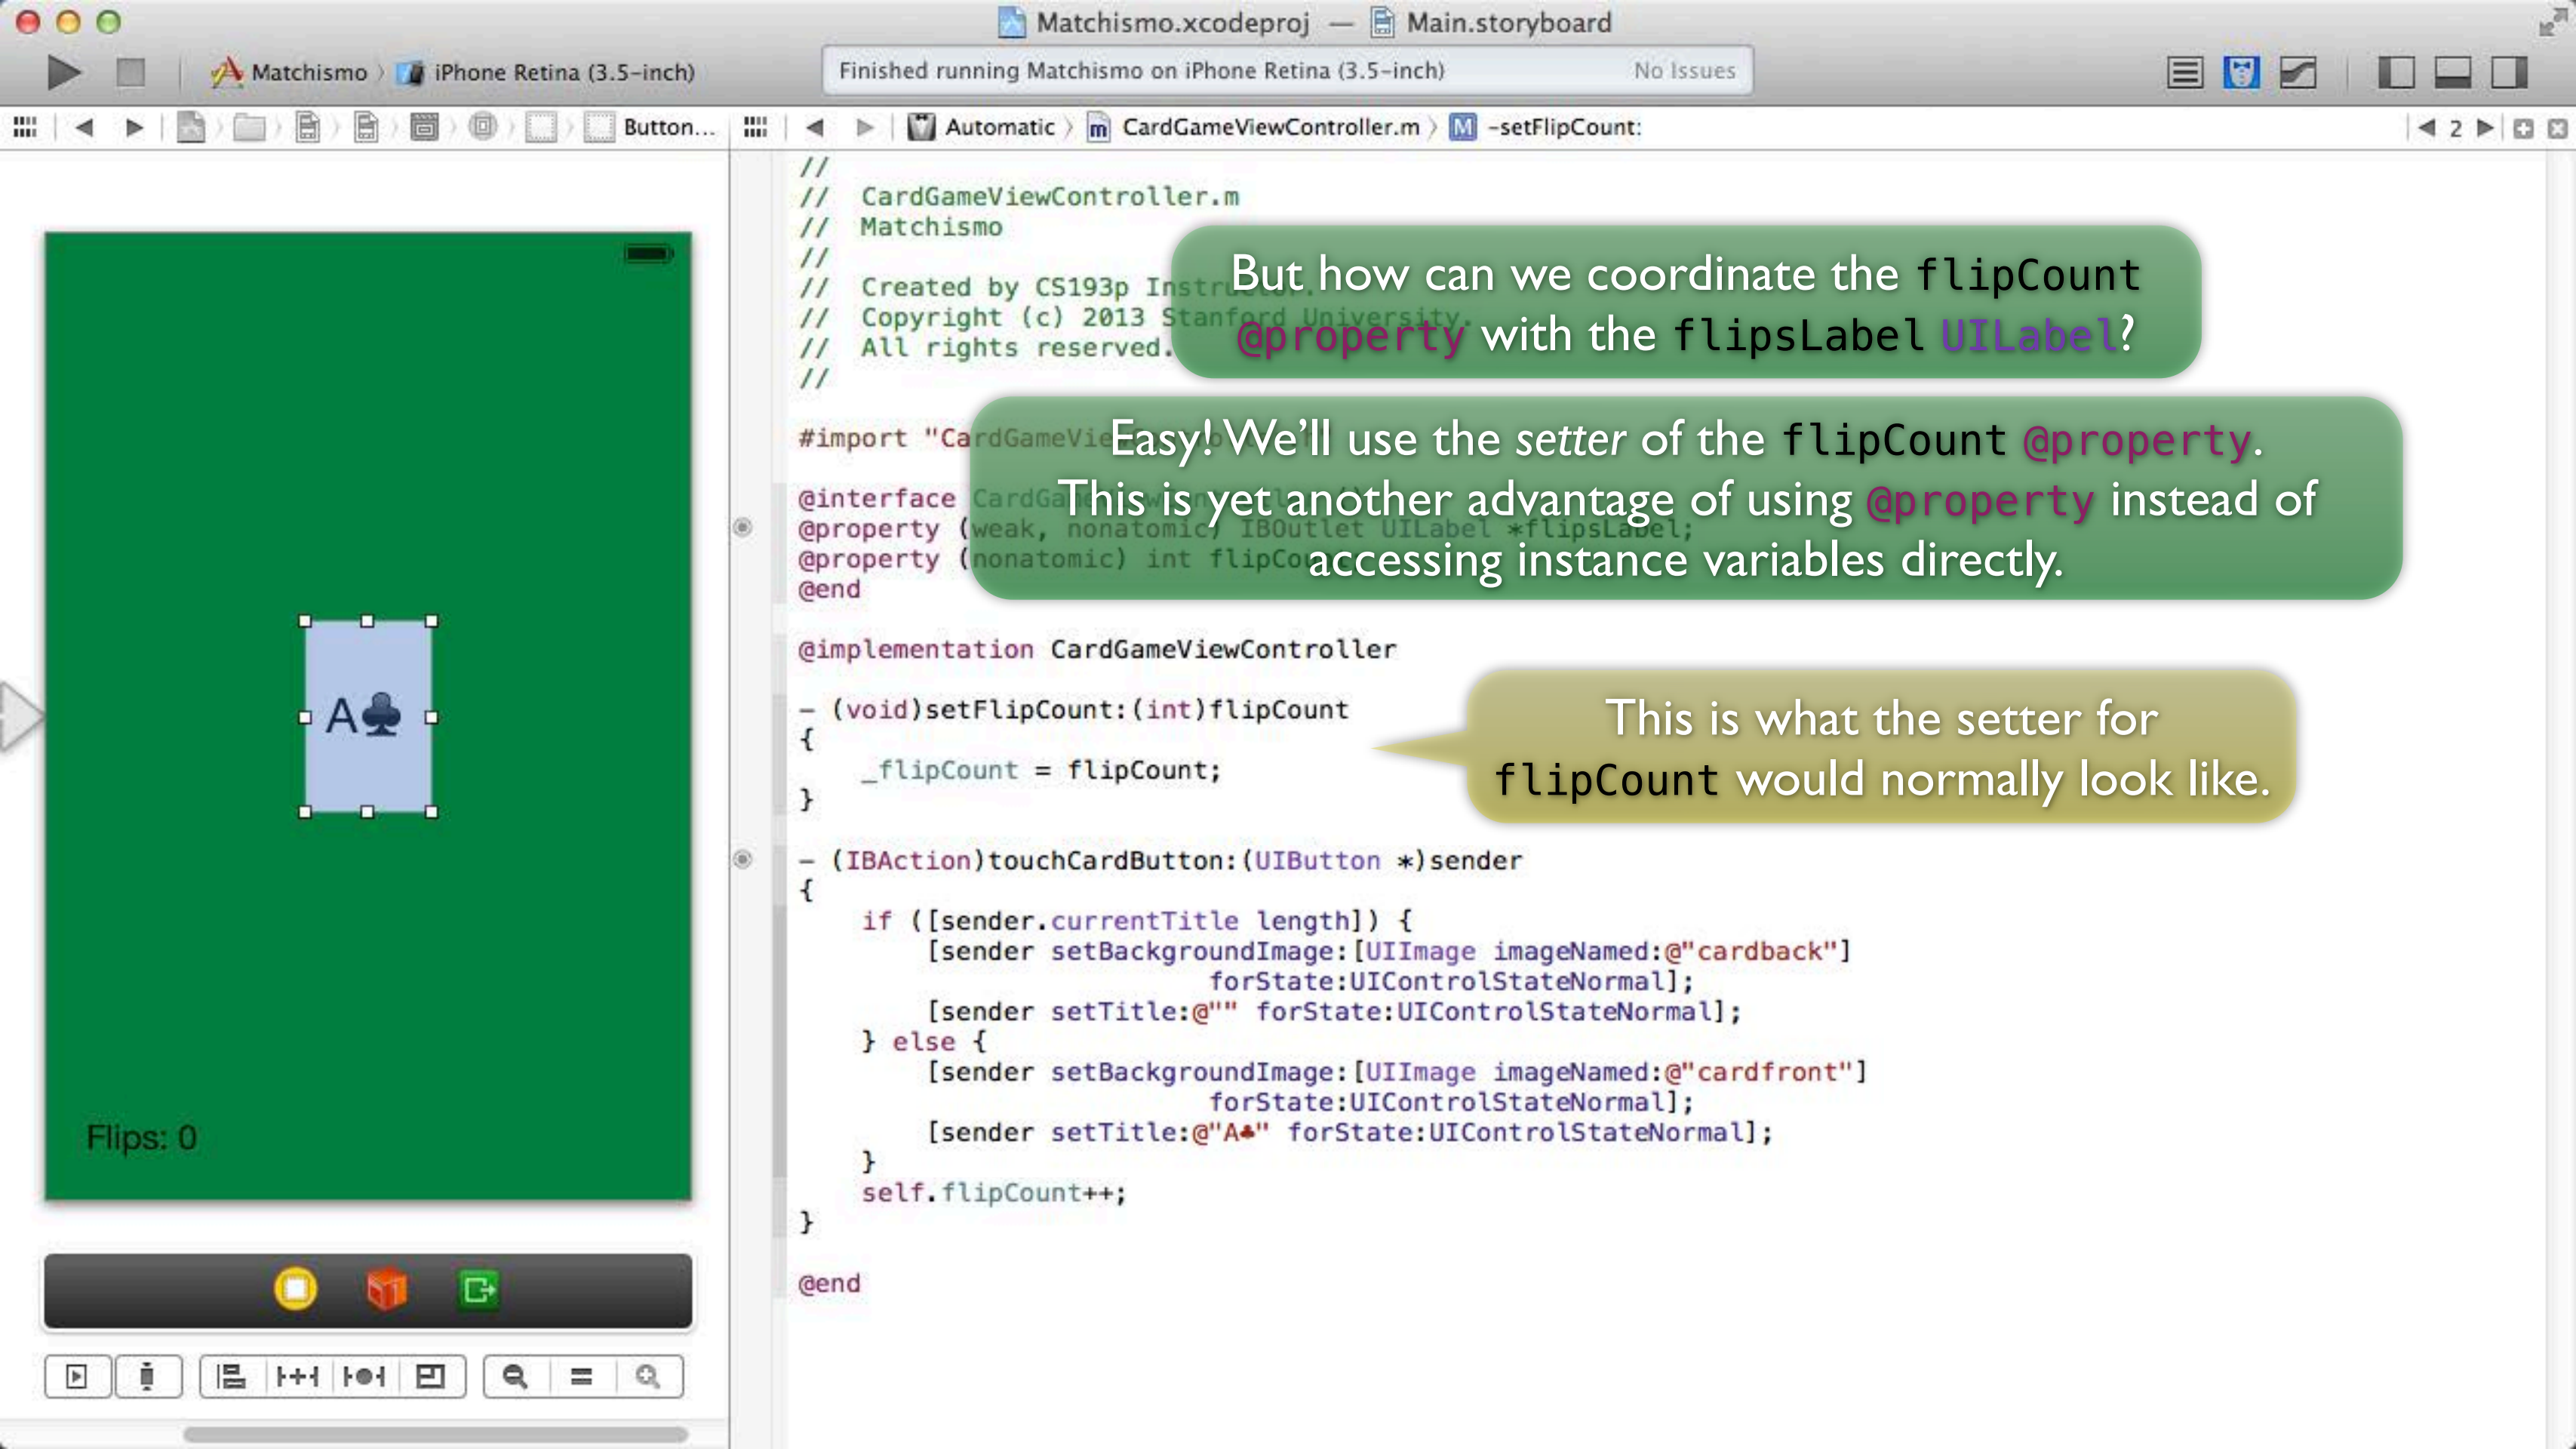 Matchismo.xcodeproj — Main.storyboard
Matchismo iPhone Retina (3.5-inch)
Finished running Matchismo on iPhone Retina (3.5-inch) No Issues
Button...
Automatic CardGameViewController.m M -setFlipCount:
2
//
// CardGameViewController.m
// Matchismo
//
// Created by CS193p Instructor.
// Copyright (c) 2013 Stanford University.
// All rights reserved.
//
But how can we coordinate the flipCount
@property with the flipsLabel UILabel?
#import "CardGameVie
Easy! We'll use the setter of the flipCount @property.
This is yet another advantage of using @property instead of
accessing instance variables directly.
@interface
@property (weak, nonatomic) IBOutlet UILabel *flipsLabel;
@property (nonatomic) int flipCou
@end
@implementation CardGameViewController
- (void)setFlipCount:(int)flipCount
{
_flipCount = flipCount;
}
This is what the setter for
flipCount would normally look like.
- (IBAction)touchCardButton:(UIButton *)sender
{
if ([sender.currentTitle length]) {
[sender setBackgroundImage:[UIImage imageNamed:@"cardback"]
forState:UIControlStateNormal];
[sender setTitle:@"" forState:UIControlStateNormal];
} else {
[sender setBackgroundImage:[UIImage imageNamed:@"cardfront"]
forState:UIControlStateNormal];
[sender setTitle:@"A♣" forState:UIControlStateNormal];
}
self.flipCount++;
}
@end
A♣
Flips: 0